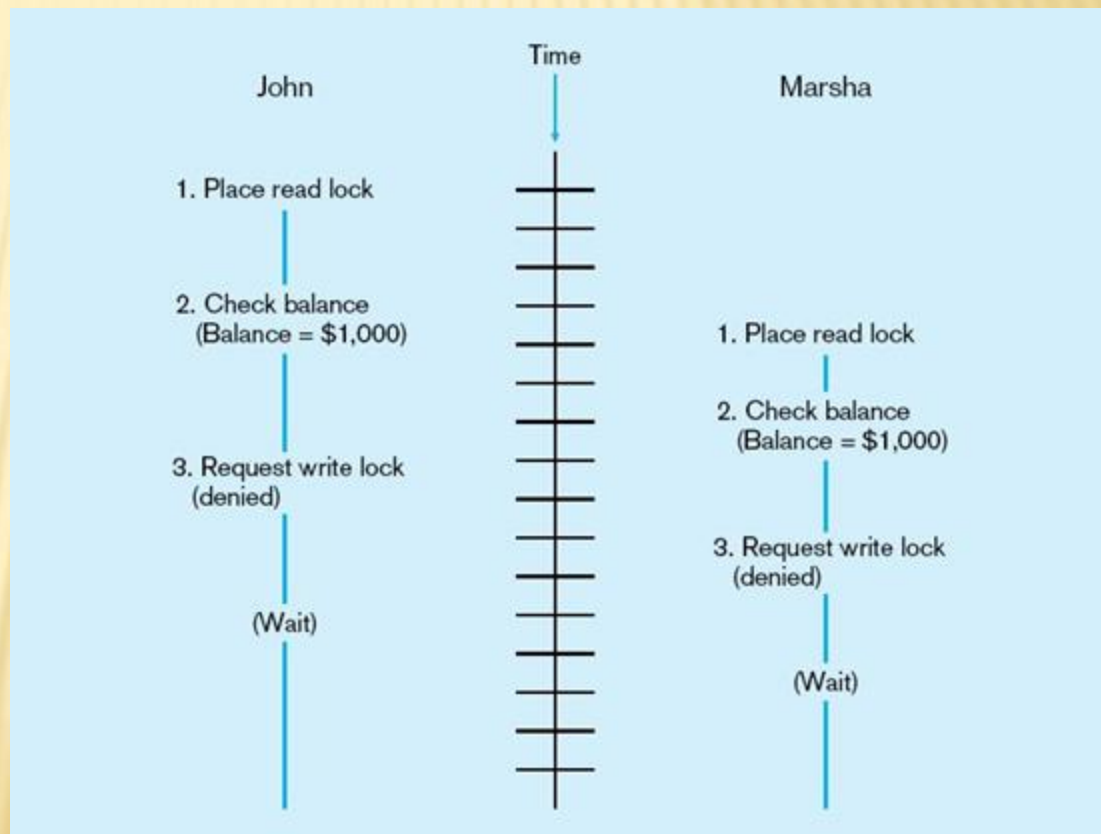 Time
John
Marsha
1. Place read lock
2. Check balance
(Balance = $1,000)
3. Request write lock
(denied)
(Wait)
1. Place read lock
2. Check balance
(Balance = $1,000)
3. Request write lock
(denied)
(Wait)